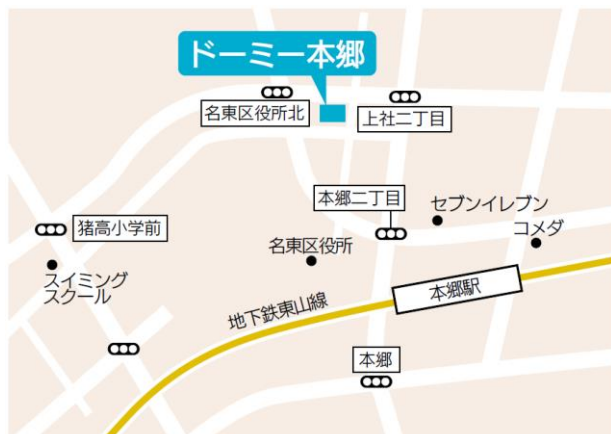 ドーミー本郷
名東区役所北
上社二丁目
本郷二丁目
セブンイレブン
猪高小学前
コメダ
名東区役所
スイミング
スクール
本郷駅
地下鉄東山線
本郷